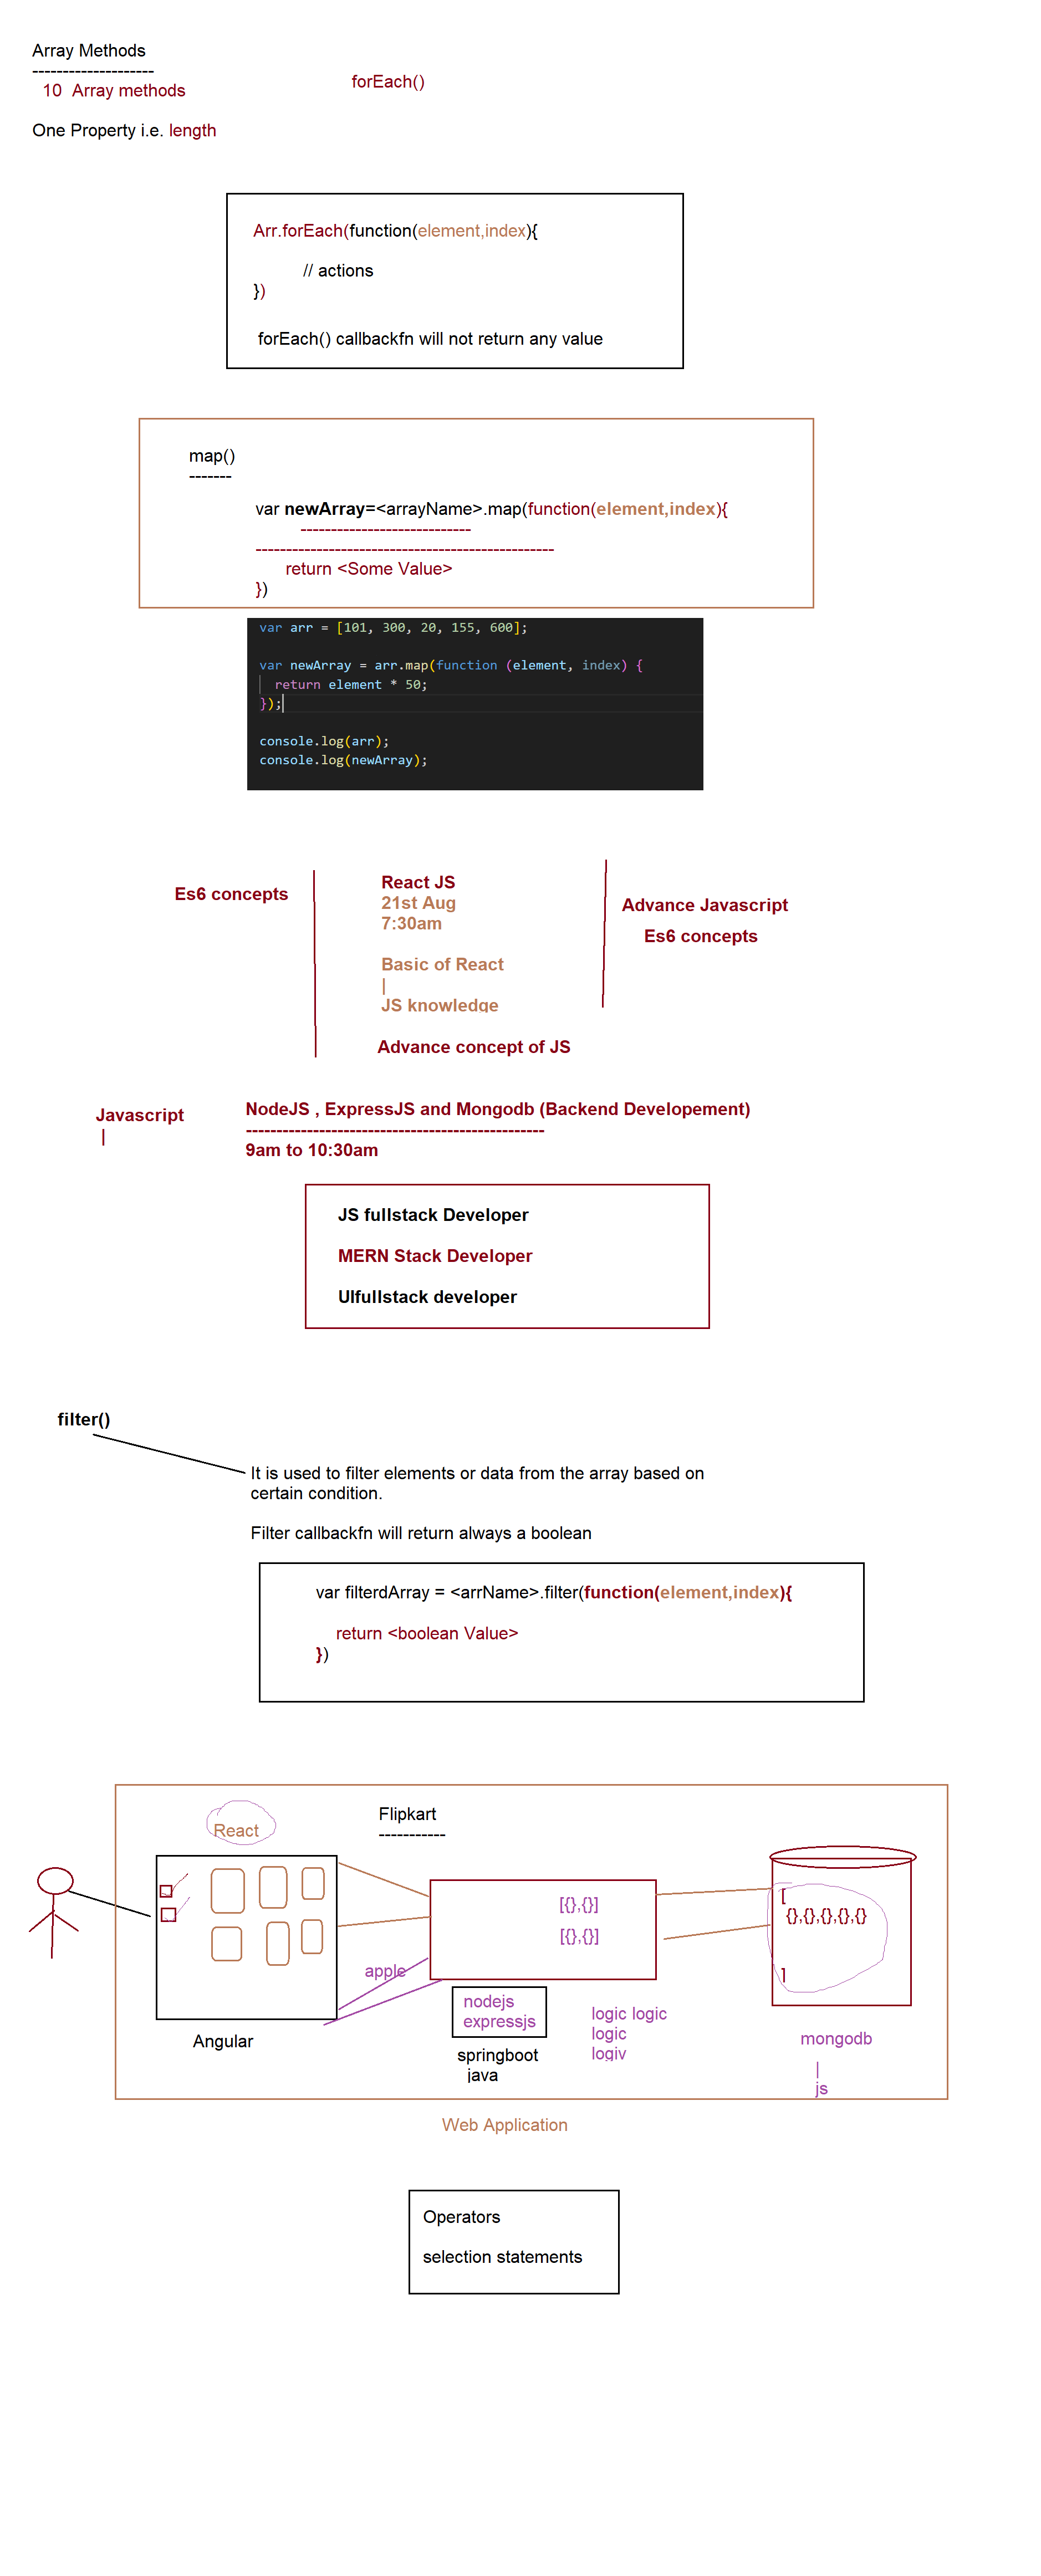 Array Methods
--------------------
10  Array methods
forEach()
One Property i.e. length
Arr.forEach(function(element,index){
// actions
})
forEach() callbackfn will not return any value
map()
-------
var newArray=<arrayName>.map(function(element,index){
----------------------------
-------------------------------------------------
return <Some Value>
})
var arr = [101, 300, 20, 155, 600];
var newArray = arr.map(function (element, index) {
return element * 50;
});
console.log(arr);
console.log(newArray);
Es6 concepts
React JS
21st Aug
7:30am
Basic of React
|
JS knowledge
Advance concept of JS
Advance Javascript
Es6 concepts
Javascript
|
NodeJS , ExpressJS and Mongodb (Backend Developement)
-------------------------------------------------
9am to 10:30am
JS fullstack Developer
MERN Stack Developer
UIfullstack developer
filter()
It is used to filter elements or data from the array based on
certain condition.
Filter callbackfn will return always a boolean
var filterdArray = <arrName>.filter(function(element,index){
return <boolean Value>
})
React
Flipkart
-----------
[{},{}]
[{},{}]
[
{},{},{},{},{}
]
apple
nodejs
expressjs
springboot
java
logic logic
logic
logiv
Angular
mongodb
|
js
Web Application
Operators
selection statements